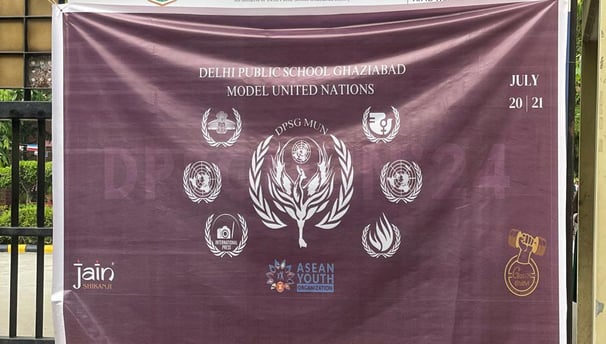 DELHI PUBLIC SCHOOL GHAZIABAD
MODEL UNITED NATIONS
JULY
20 | 21
DPSG MUN
INTERNATIONAL
PRESS
ASEAN
YOUTH
ORGANIZATION
jain
SHIKANJI